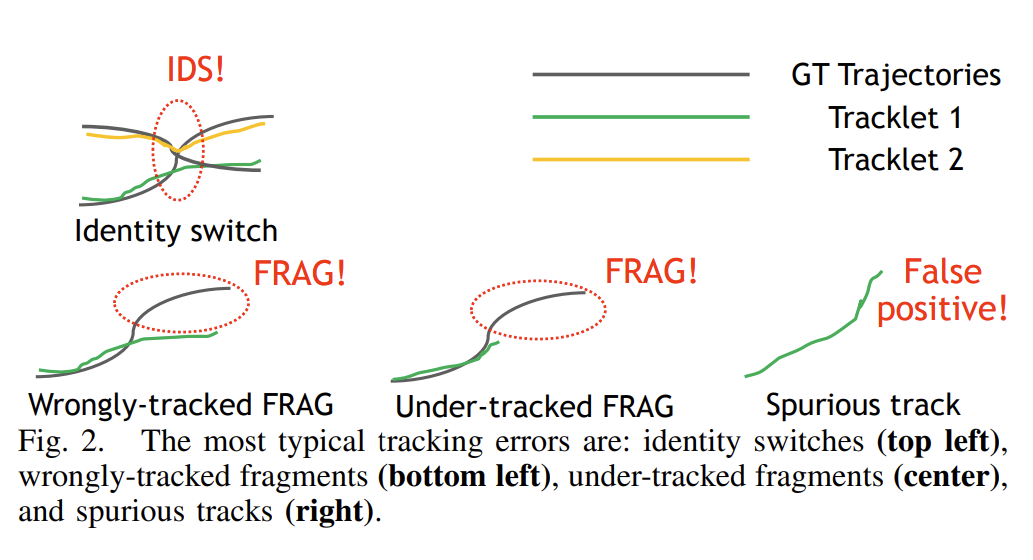 IDS!
GT Trajectories
Tracklet 1
Tracklet 2
Identity switch
FRAG!
FRAG!
False
positive!
Wrongly-tracked FRAG
Under-tracked FRAG
Spurious track
Fig. 2. The most typical tracking errors are: identity switches (top left),
wrongly-tracked fragments (bottom left), under-tracked fragments (center),
and spurious tracks (right).